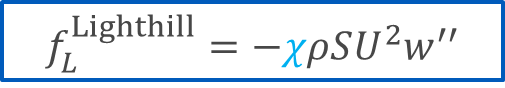 f_L^Lighthill = −χρSU²w′′